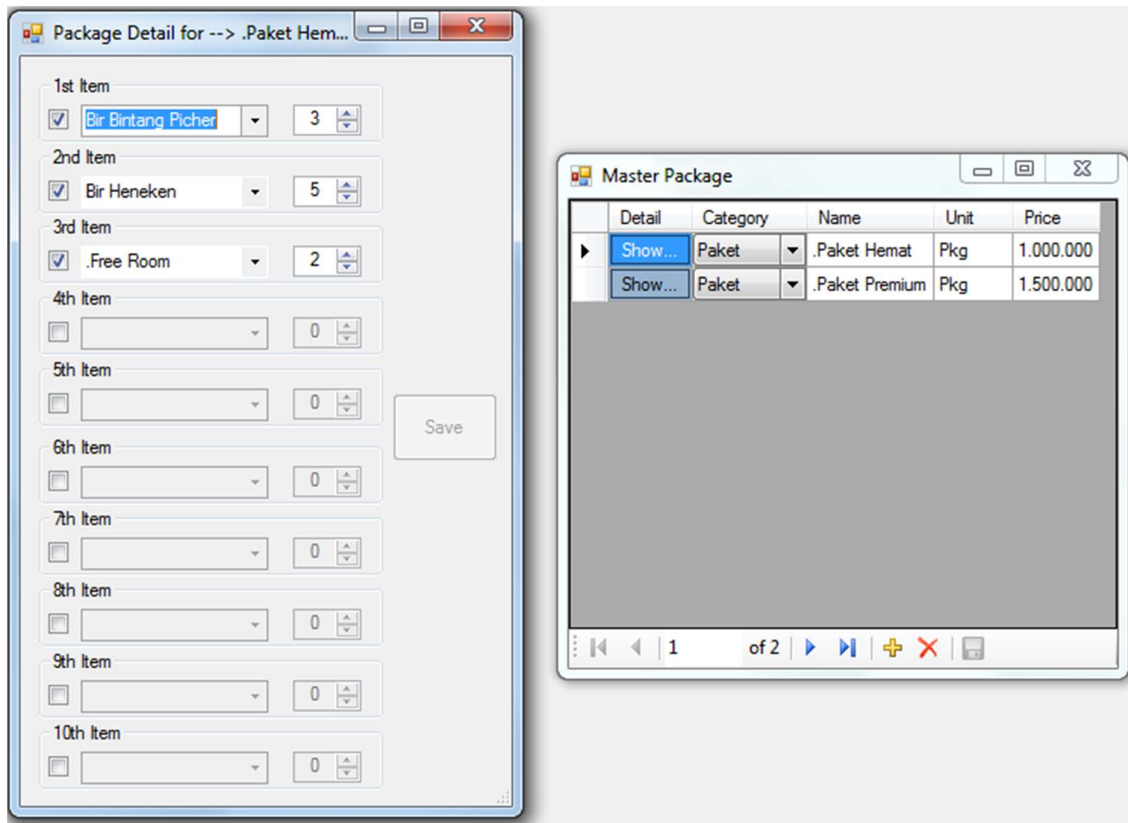 Package Detail for --> .Paket Hem...
1st Item
Bir Bintang Picher 3
2nd Item
Bir Heneken 5
3rd Item
.Free Room 2
4th Item
0
5th Item
0
6th Item
0
7th Item
0
8th Item
0
9th Item
0
10th Item
0
Save
Master Package
Detail Category Name Unit Price
Show... Paket .Paket Hemat Pkg 1.000.000
Show... Paket .Paket Premium Pkg 1.500.000
1 of 2